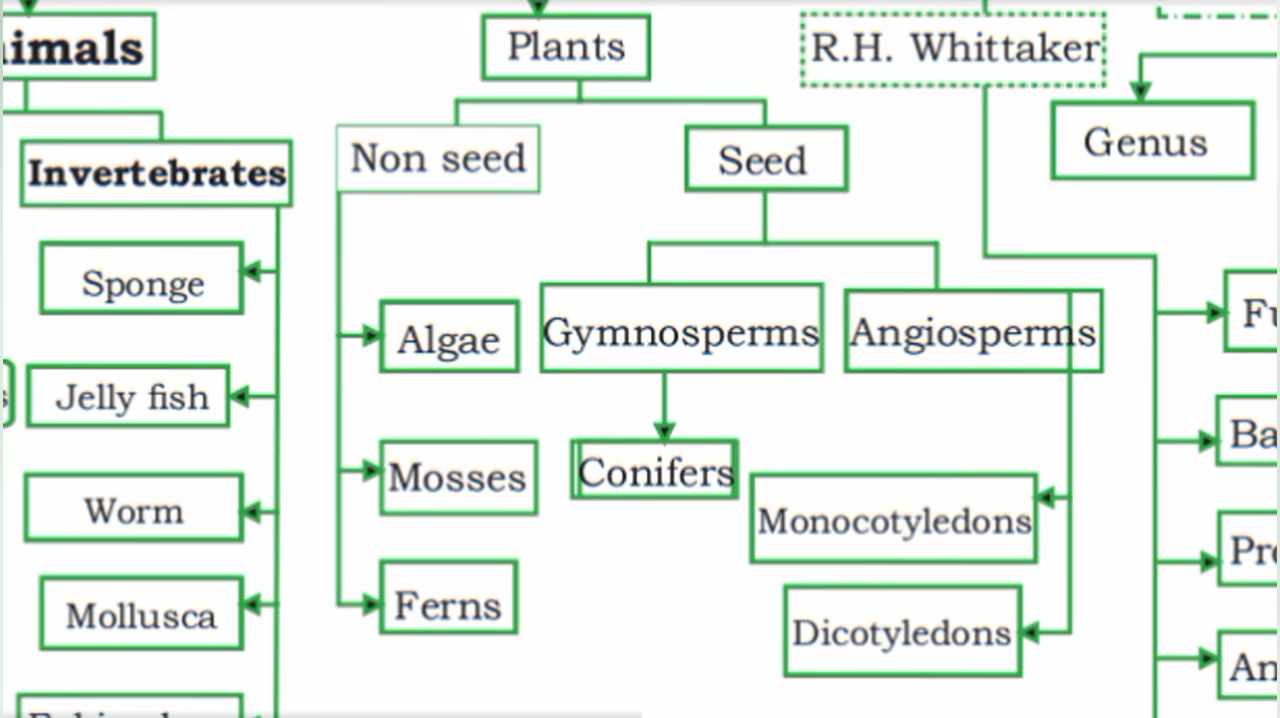 Plants
R.H. Whittaker
Genus
Invertebrates
Non seed
Seed
Sponge
Algae
Gymnosperms
Angiosperms
Jelly fish
Mosses
Conifers
Worm
Monocotyledons
Mollusca
Ferns
Dicotyledons